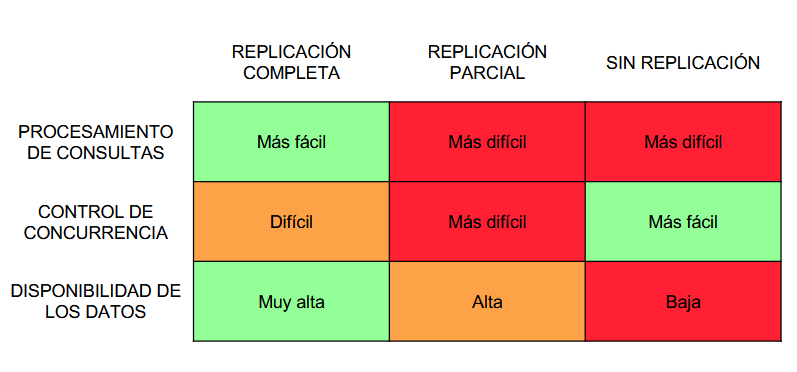 REPLICACIÓN
COMPLETA
REPLICACIÓN
PARCIAL
SIN REPLICACIÓN
PROCESAMIENTO
DE CONSULTAS
Más fácil
Más difícil
Más difícil
CONTROL DE
CONCURRENCIA
Difícil
Más difícil
Más fácil
DISPONIBILIDAD DE
LOS DATOS
Muy alta
Alta
Baja